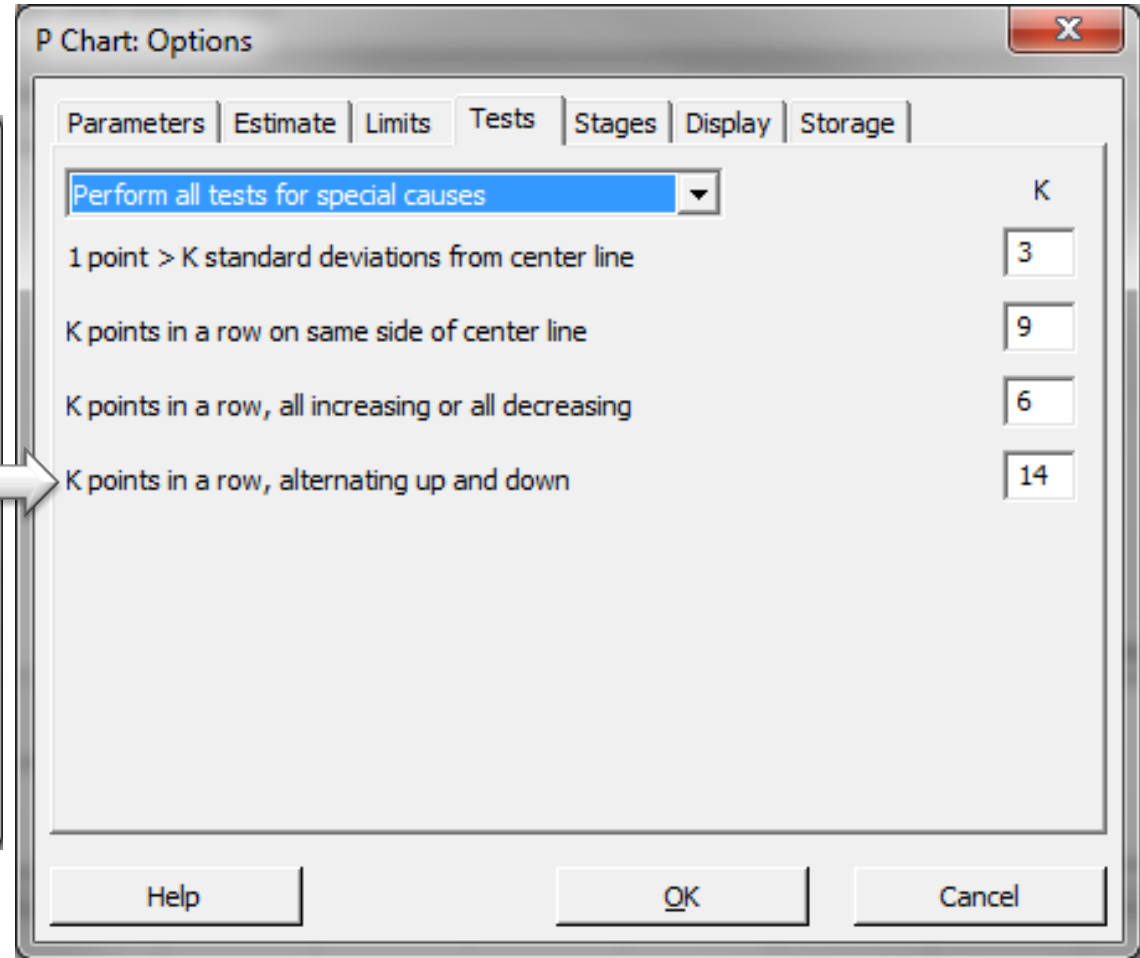 P Chart: Options
Parameters Estimate Limits Tests Stages Display Storage
Perform all tests for special causes K
1 point > K standard deviations from center line 3
K points in a row on same side of center line 9
K points in a row, all increasing or all decreasing 6
K points in a row, alternating up and down 14
Help OK Cancel